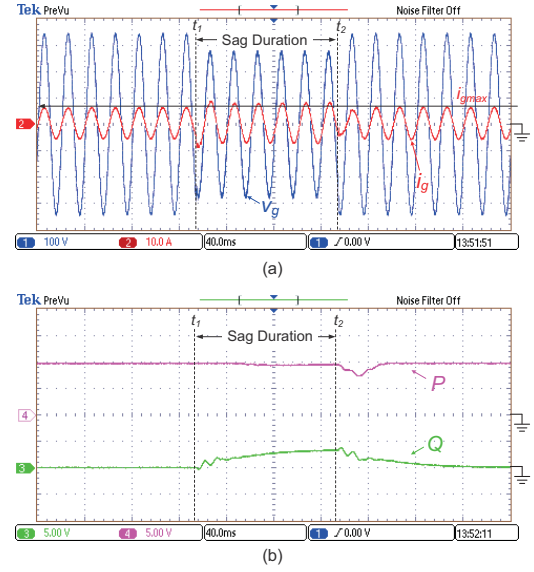 Tek PreVu Noise Filter Off
t1 t2
Sag Duration
igmax
2
vg
ig
1 100 V 2 10.0 A 40.0ms 1 / 0.00 V 13:51:51
(a)
Tek PreVu Noise Filter Off
t1 t2
Sag Duration
P
4
Q
3
3 5.00 V 4 5.00 V 40.0ms 1 / 0.00 V 13:52:11
(b)